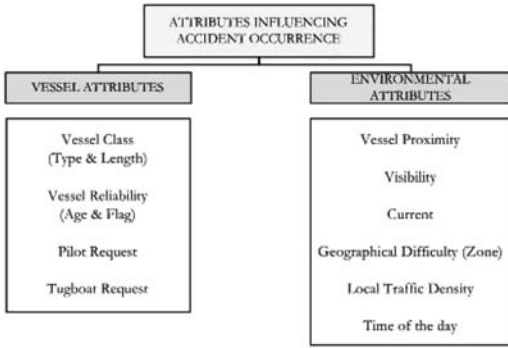 ATTRIBUTES INFLUENCING
ACCIDENT OCCURRENCE
VESSEL ATTRIBUTES
Vessel Class
(Type & Length)
Vessel Reliability
(Age & Flag)
Pilot Request
Tugboat Request
ENVIRONMENTAL
ATTRIBUTES
Vessel Proximity
Visibility
Current
Geographical Difficulty (Zone)
Local Traffic Density
Time of the day